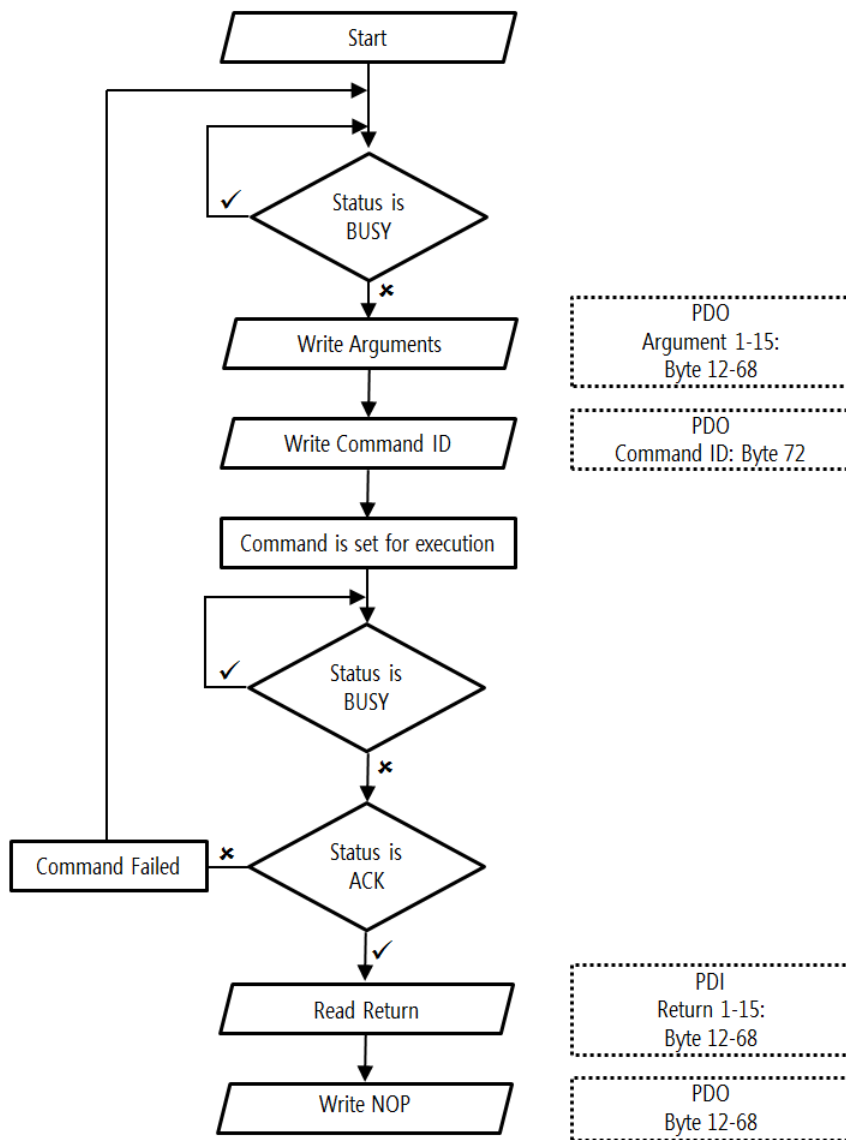 Start
Status is
BUSY
Write Arguments
PDO
Argument 1-15:
Byte 12-68
Write Command ID
PDO
Command ID: Byte 72
Command is set for execution
Status is
BUSY
Command Failed
Status is
ACK
Read Return
PDI
Return 1-15:
Byte 12-68
Write NOP
PDO
Byte 12-68